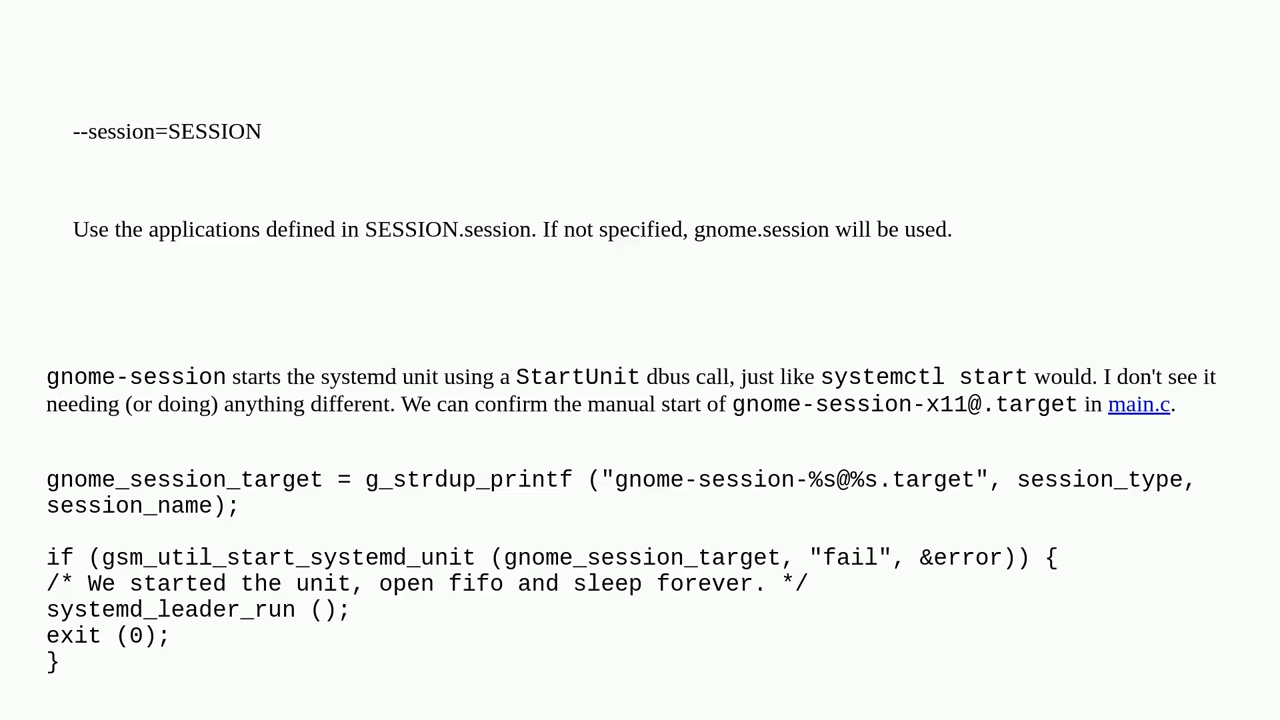 --session=SESSION
Use the applications defined in SESSION.session. If not specified, gnome.session will be used.
gnome-session starts the systemd unit using a StartUnit dbus call, just like systemctl start would. I don't see it
needing (or doing) anything different. We can confirm the manual start of gnome-session-x11@.target in main.c.
gnome_session_target = g_strdup_printf ("gnome-session-%s@%s.target", session_type,
session_name);
if (gsm_util_start_systemd_unit (gnome_session_target, "fail", &error)) {
/* We started the unit, open fifo and sleep forever. */
systemd_leader_run ();
exit (0);
}